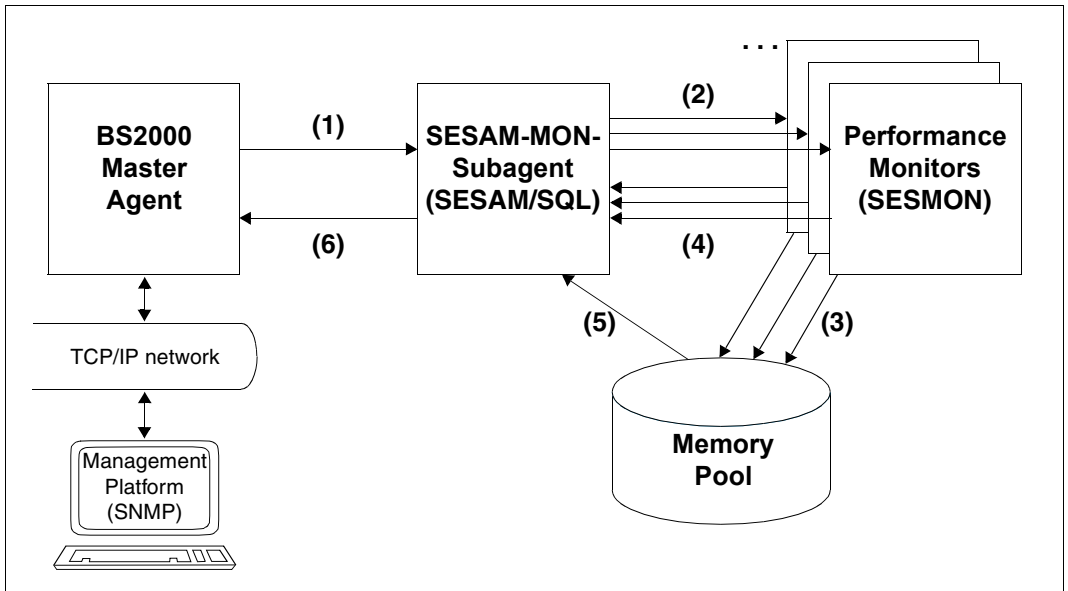 . . .
BS2000
Master
Agent
(1)
SESAM-MON-
Subagent
(SESAM/SQL)
(2)
Performance
Monitors
(SESMON)
(6)
(4)
(5)
(3)
TCP/IP network
Memory
Pool
Management
Platform
(SNMP)